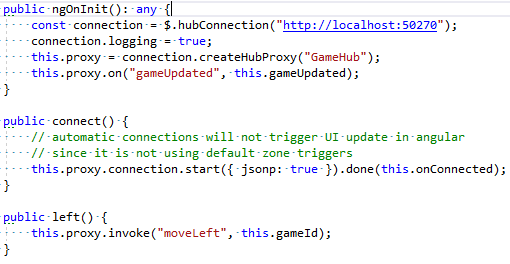 public ngOnInit(): any {
const connection = $.hubConnection("http://localhost:50270");
connection.logging = true;
this.proxy = connection.createHubProxy("GameHub");
this.proxy.on("gameUpdated", this.gameUpdated);
}
public connect() {
// automatic connections will not trigger UI update in angular
// since it is not using default zone triggers
this.proxy.connection.start({ jsonp: true }).done(this.onConnected);
}
public left() {
this.proxy.invoke("moveLeft", this.gameId);
}